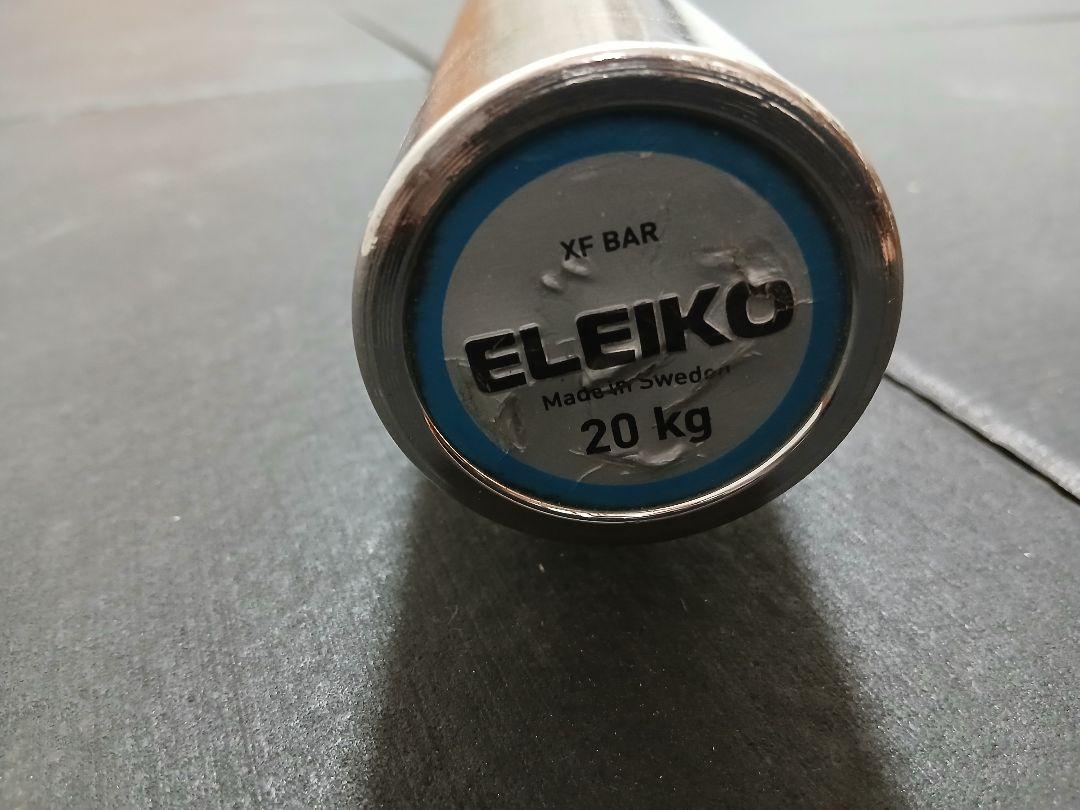 XF BAR
ELEIKO
Made in Sweden
20 kg